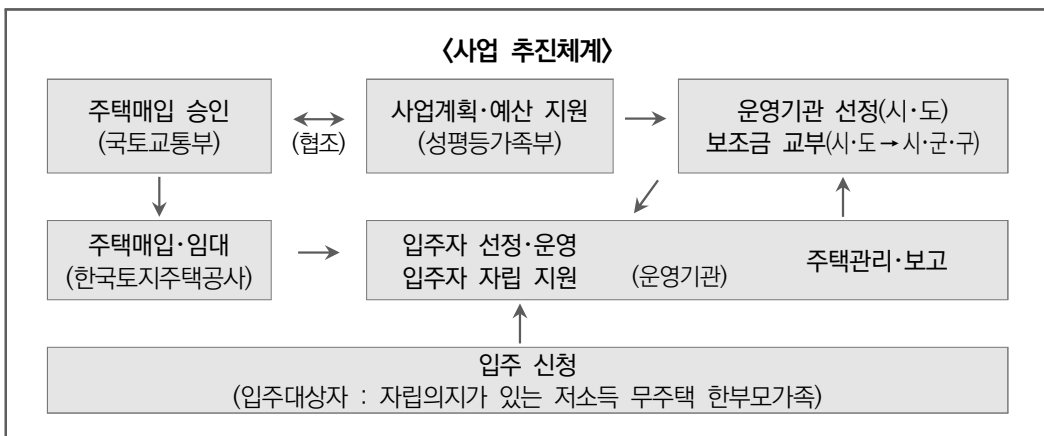 〈사업 추진체계〉
주택매입 승인
(국토교통부)
(협조)
사업계획·예산 지원
(성평등가족부)
운영기관 선정(시·도)
보조금 교부(시·도→시·군·구)
주택매입·임대
(한국토지주택공사)
입주자 선정·운영
입주자 자립 지원
(운영기관)
주택관리·보고
입주 신청
(입주대상자 : 자립의지가 있는 저소득 무주택 한부모가족)